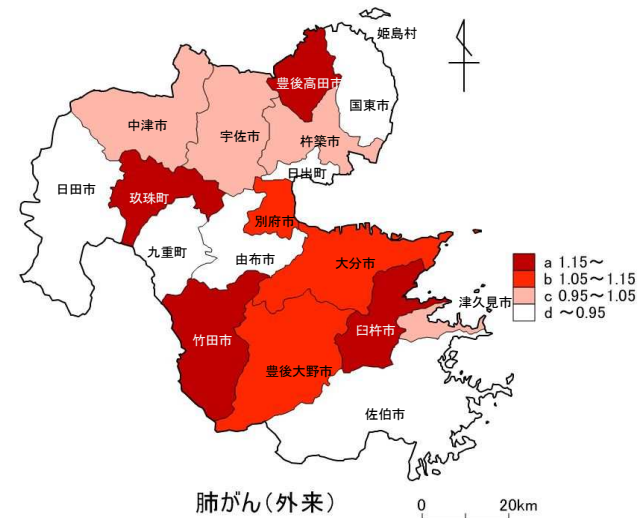 姫島村
豊後高田市
国東市
中津市
宇佐市
杵築市
日出町
日田市
玖珠町
別府市
九重町
由布市
大分市
a 1.15～
b 1.05～1.15
c 0.95～1.05
d ～0.95
津久見市
臼杵市
竹田市
豊後大野市
佐伯市
肺がん(外来)
0 20km